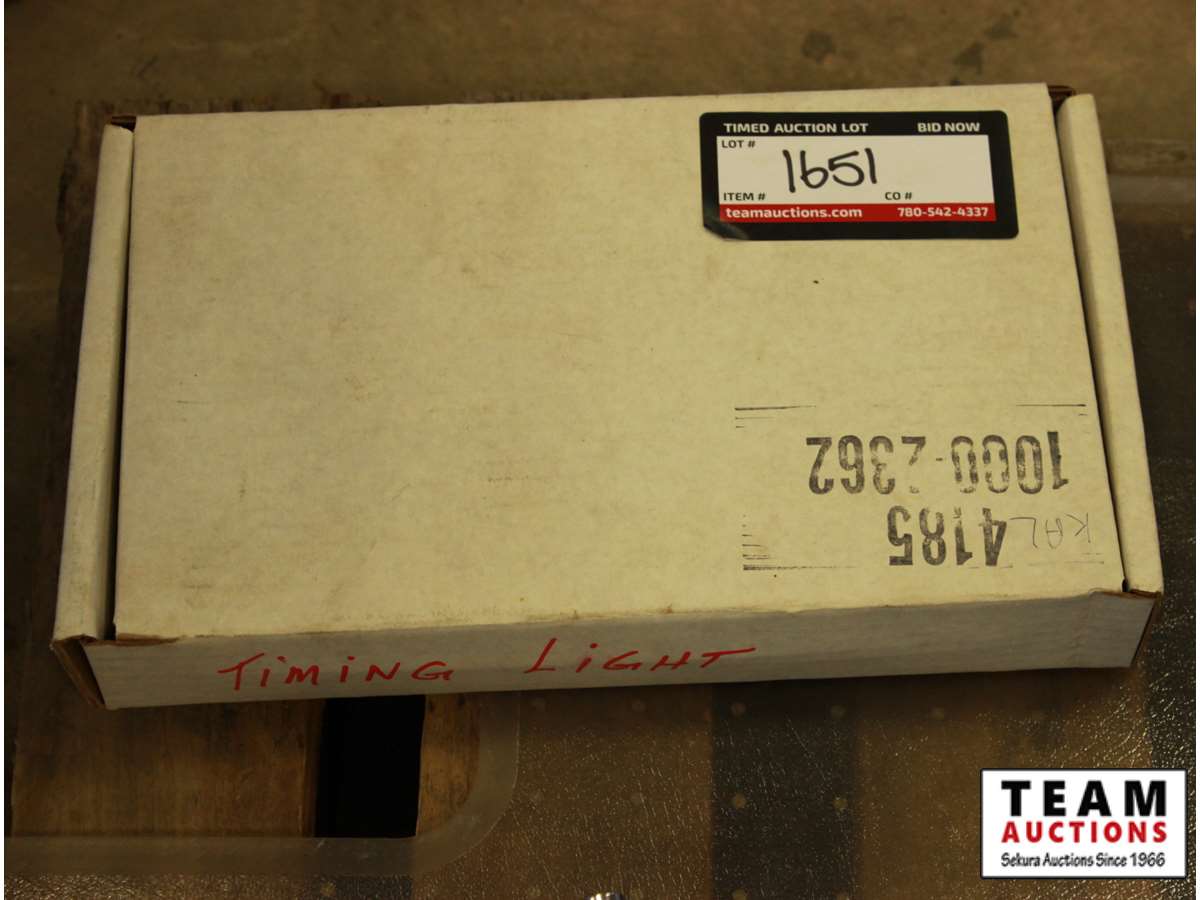 TIMED AUCTION LOT BID NOW
LOT #
1651
ITEM # CO #
teamauctions.com 780-542-4337
1000-2362
4185 KAL
TiMiNG LiGHT
TEAM
AUCTIONS
Sekura Auctions Since 1966